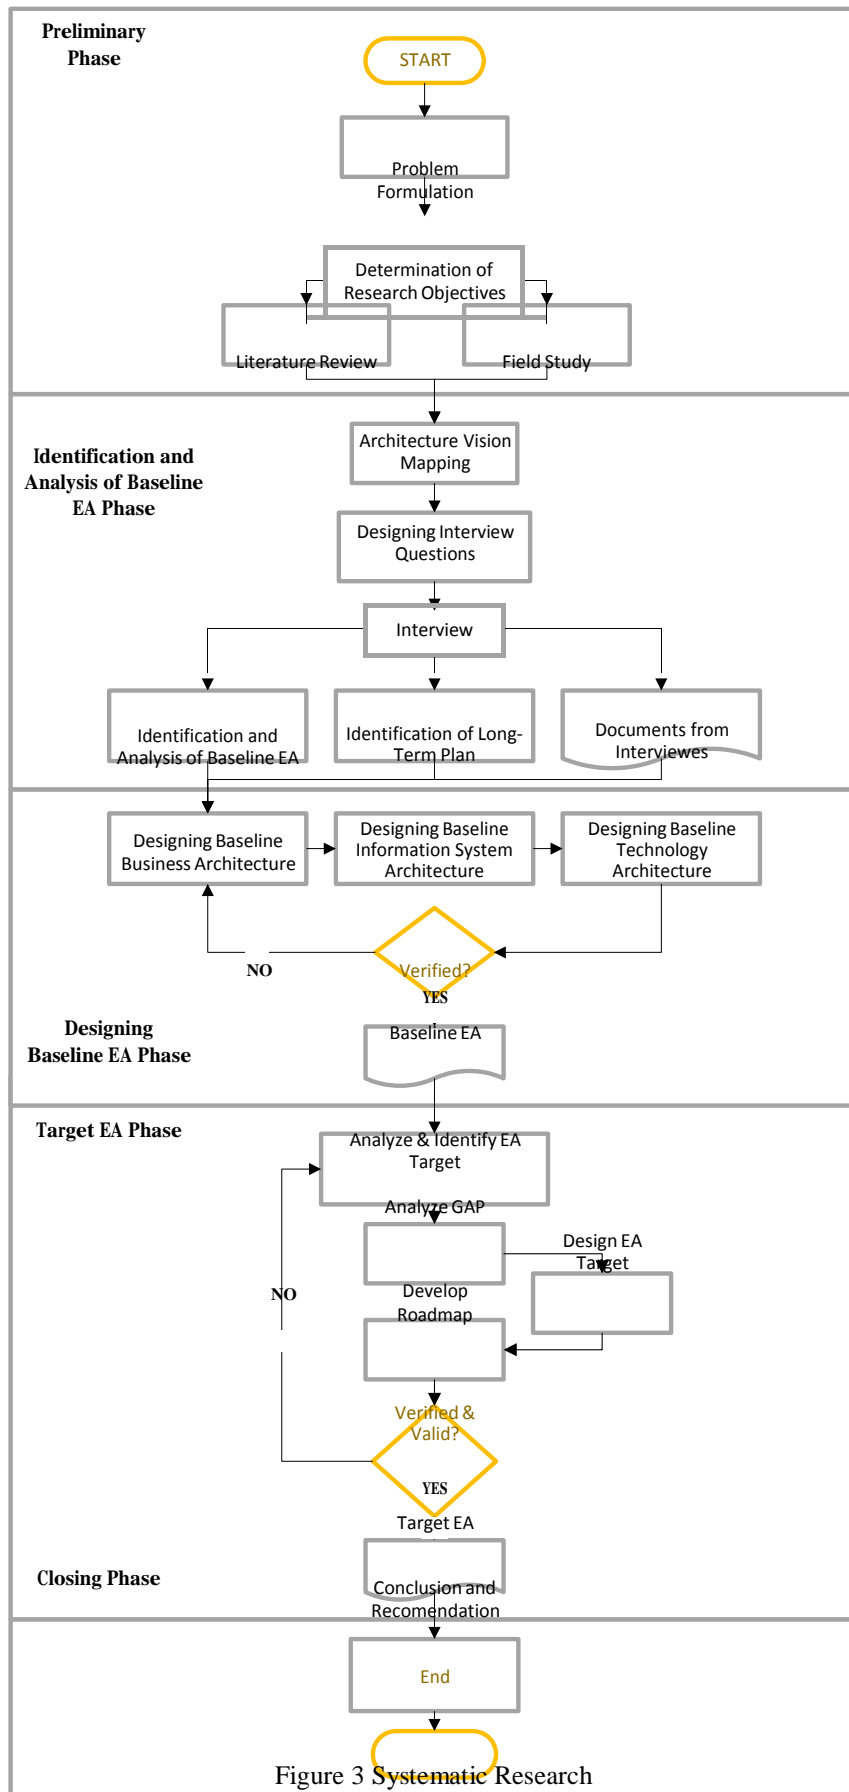 Preliminary
Phase
START
Problem
Formulation
Determination of
Research Objectives
Literature Review
Field Study
Identification and
Analysis of Baseline
EA Phase
Architecture Vision
Mapping
Designing Interview
Questions
Interview
Identification and
Analysis of Baseline EA
Identification of Long-
Term Plan
Documents from
Interviewes
Designing Baseline
Business Architecture
Designing Baseline
Information System
Architecture
Designing Baseline
Technology
Architecture
NO
Verified?
YES
Designing
Baseline EA Phase
Baseline EA
Target EA Phase
Analyze & Identify EA
Target
Analyze GAP
Design EA
Target
NO
Develop
Roadmap
Verified &
Valid?
YES
Target EA
Closing Phase
Conclusion and
Recomendation
End
Figure 3 Systematic Research